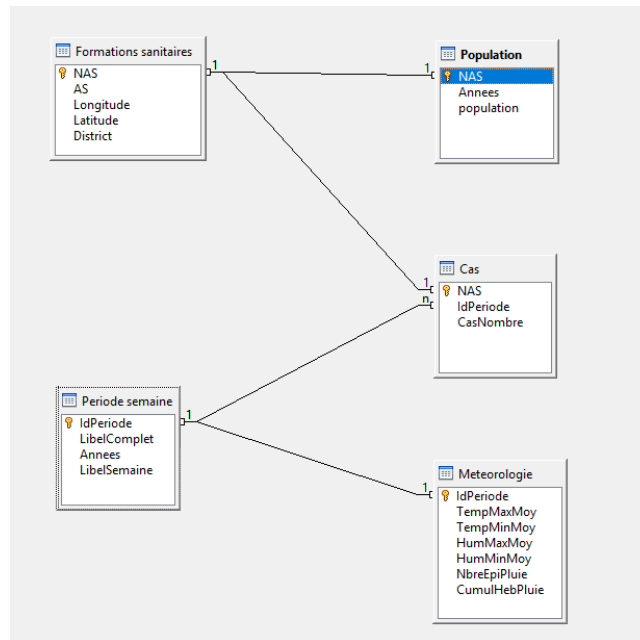 Formations sanitaires
NAS
AS
Longitude
Latitude
District
1
1
Population
NAS
Annees
population
1
n
Cas
NAS
IdPeriode
CasNombre
Periode semaine
IdPeriode
LibelComplet
Annees
LibelSemaine
1
1
Meteorologie
IdPeriode
TempMaxMoy
TempMinMoy
HumMaxMoy
HumMinMoy
NbreEpiPluie
CumulHebPluie